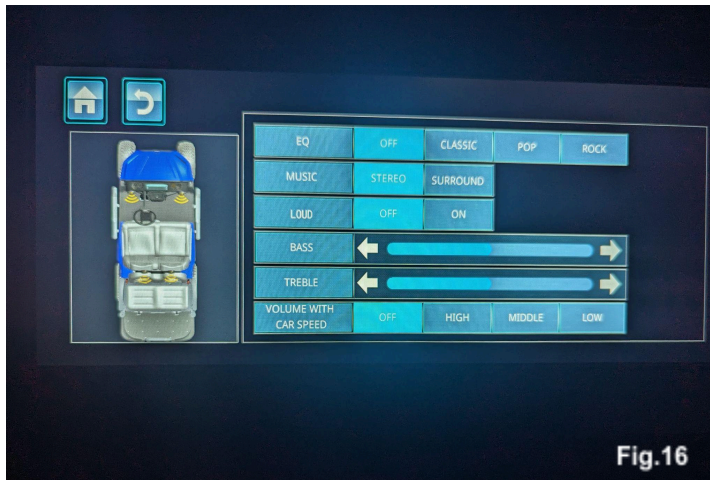 EQ OFF CLASSIC POP ROCK
MUSIC STEREO SURROUND
LOUD OFF ON
BASS
TREBLE
VOLUME WITH
CAR SPEED OFF HIGH MIDDLE LOW
Fig.16